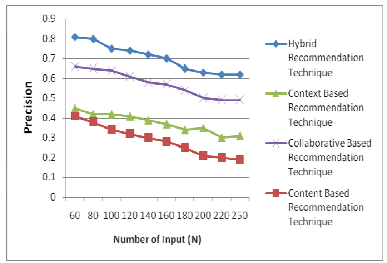 0.9
0.8
0.7
0.6
0.5
0.4
0.3
0.2
0.1
0
Precision
60 80 100 120 140 160 180 200 220 250
Number of Input (N)
Hybrid
Recommendation
Technique
Context Based
Recommendation
Technique
Collaborative Based
Recommendation
Technique
Content Based
Recommendation
Technique